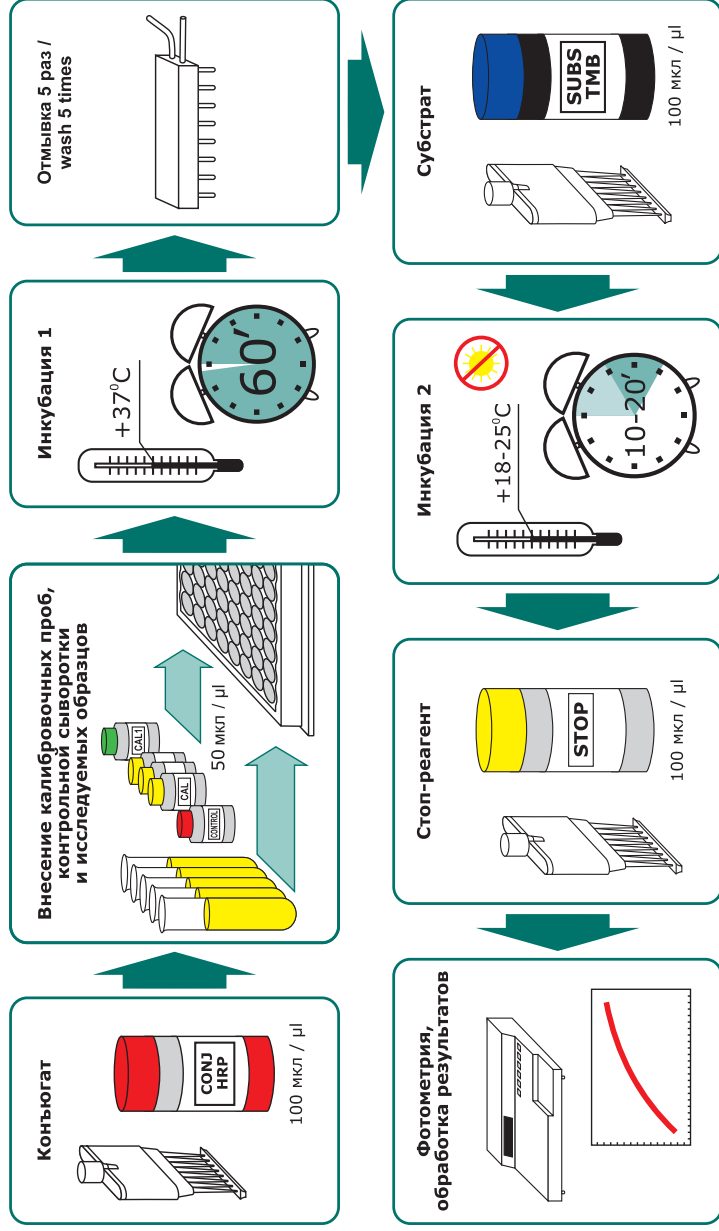 Конъюгат
CONJ
HRP
100 мкл / µl
Внесение калибровочных проб,
контрольной сыворотки
и исследуемых образцов
CAL1
CAL
CONTROL
50 мкл / µl
Инкубация 1
+37⁰C
60′
Отмывка 5 раз /
wash 5 times
Субстрат
SUBS
TMB
100 мкл / µl
Инкубация 2
+18-25⁰C
10-20′
Стоп-реагент
STOP
100 мкл / µl
Фотометрия,
обработка результатов